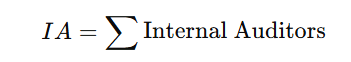 IA = ∑ Internal Auditors